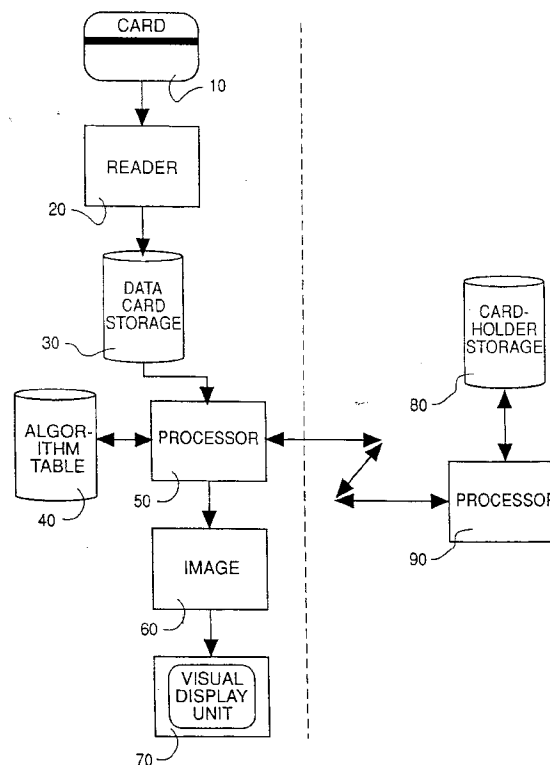 CARD
10
READER
20
DATA
CARD
STORAGE
30
CARD-
HOLDER
STORAGE
80
ALGOR-
ITHM
TABLE
40
PROCESSOR
50
PROCESSOR
90
IMAGE
60
VISUAL
DISPLAY
UNIT
70